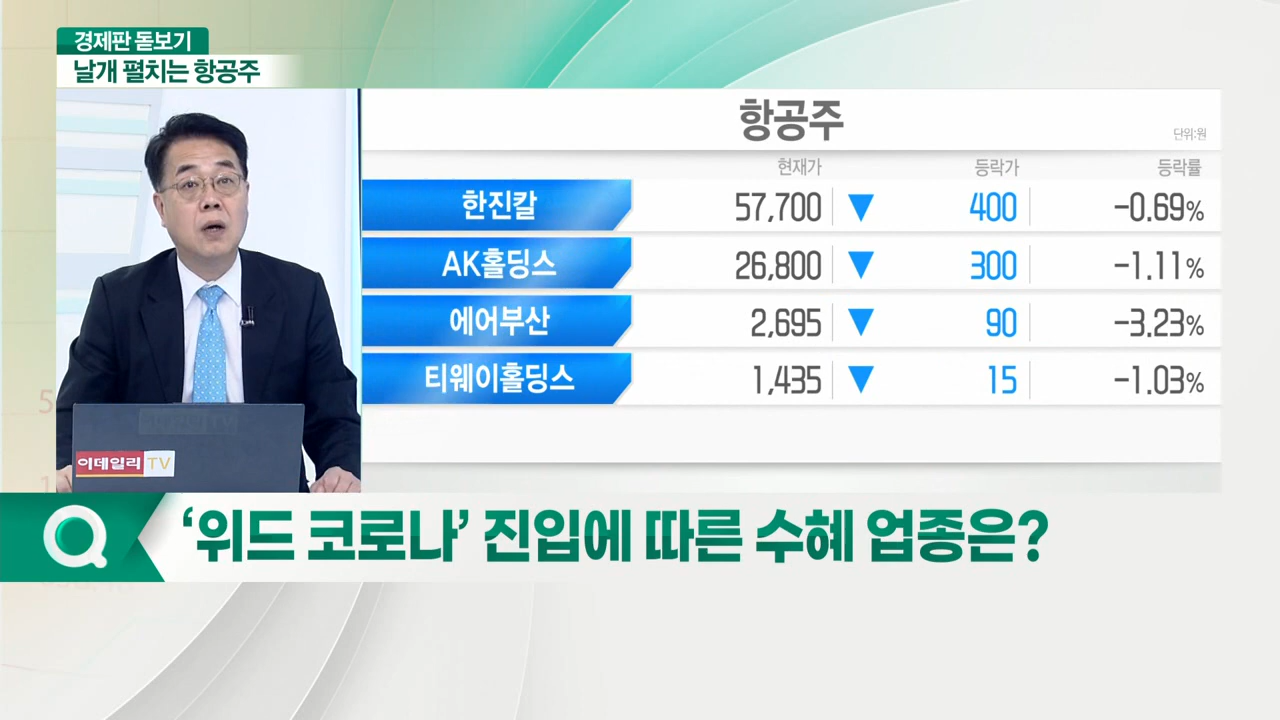 경제판 돋보기
날개 펼치는 항공주
항공주
단위:원
현재가 등락가 등락률
한진칼 57,700 ▼ 400 -0.69%
AK홀딩스 26,800 ▼ 300 -1.11%
에어부산 2,695 ▼ 90 -3.23%
티웨이홀딩스 1,435 ▼ 15 -1.03%
이데일리 TV
Q ‘위드 코로나’ 진입에 따른 수혜 업종은?